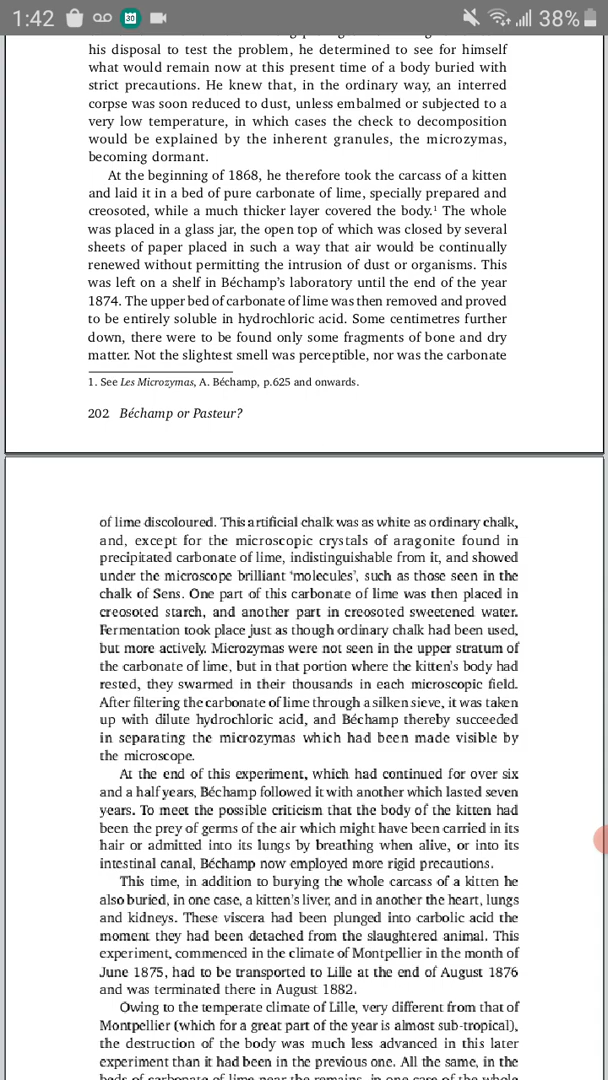 1:42
30
38%
his disposal to test the problem, he determined to see for himself
what would remain now at this present time of a body buried with
strict precautions. He knew that, in the ordinary way, an interred
corpse was soon reduced to dust, unless embalmed or subjected to a
very low temperature, in which cases the check to decomposition
would be explained by the inherent granules, the microzymas,
becoming dormant.
At the beginning of 1868, he therefore took the carcass of a kitten
and laid it in a bed of pure carbonate of lime, specially prepared and
creosoted, while a much thicker layer covered the body.¹ The whole
was placed in a glass jar, the open top of which was closed by several
sheets of paper placed in such a way that air would be continually
renewed without permitting the intrusion of dust or organisms. This
was left on a shelf in Béchamp's laboratory until the end of the year
1874. The upper bed of carbonate of lime was then removed and proved
to be entirely soluble in hydrochloric acid. Some centimetres further
down, there were to be found only some fragments of bone and dry
matter. Not the slightest smell was perceptible, nor was the carbonate
1. See Les Microzymas, A. Béchamp, p.625 and onwards.
202 Béchamp or Pasteur?
of lime discoloured. This artificial chalk was as white as ordinary chalk,
and, except for the microscopic crystals of aragonite found in
precipitated carbonate of lime, indistinguishable from it, and showed
under the microscope brilliant 'molecules', such as those seen in the
chalk of Sens. One part of this carbonate of lime was then placed in
creosoted starch, and another part in creosoted sweetened water.
Fermentation took place just as though ordinary chalk had been used,
but more actively. Microzymas were not seen in the upper stratum of
the carbonate of lime, but in that portion where the kitten's body had
rested, they swarmed in their thousands in each microscopic field.
After filtering the carbonate of lime through a silken sieve, it was taken
up with dilute hydrochloric acid, and Béchamp thereby succeeded
in separating the microzymas which had been made visible by
the microscope.
At the end of this experiment, which had continued for over six
and a half years, Béchamp followed it with another which lasted seven
years. To meet the possible criticism that the body of the kitten had
been the prey of germs of the air which might have been carried in its
hair or admitted into its lungs by breathing when alive, or into its
intestinal canal, Béchamp now employed more rigid precautions.
This time, in addition to burying the whole carcass of a kitten he
also buried, in one case, a kitten's liver, and in another the heart, lungs
and kidneys. These viscera had been plunged into carbolic acid the
moment they had been detached from the slaughtered animal. This
experiment, commenced in the climate of Montpellier in the month of
June 1875, had to be transported to Lille at the end of August 1876
and was terminated there in August 1882.
Owing to the temperate climate of Lille, very different from that of
Montpellier (which for a great part of the year is almost sub-tropical),
the destruction of the body was much less advanced in this later
experiment than it had been in the previous one. All the same, in the
beds of carbonate of lime near the remains, in one case of the whole